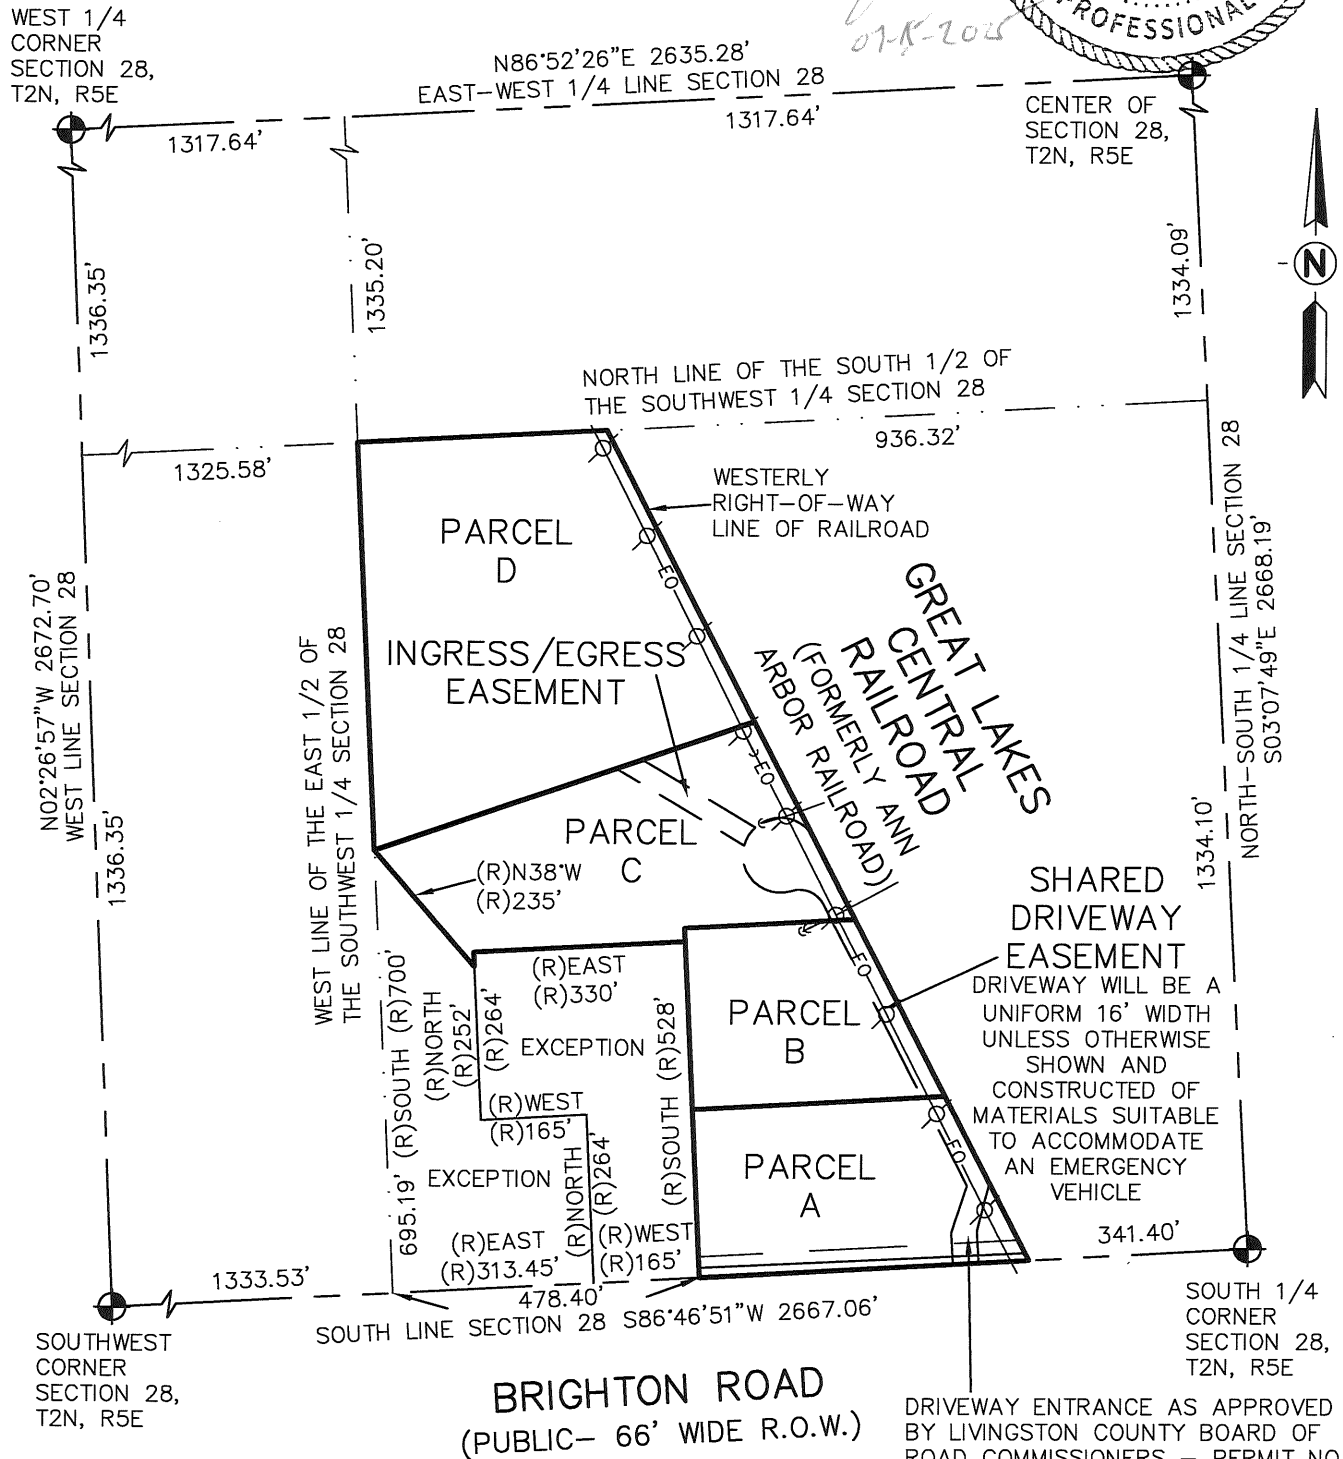 PROFESSIONAL
WEST 1/4
CORNER
SECTION 28,
T2N, R5E
N86°52'26"E 2635.28'
EAST-WEST 1/4 LINE SECTION 28
1317.64'
1317.64'
CENTER OF
SECTION 28,
T2N, R5E
N
1336.35'
1335.20'
1334.09'
NORTH LINE OF THE SOUTH 1/2 OF
THE SOUTHWEST 1/4 SECTION 28
936.32'
1325.58'
WESTERLY
RIGHT-OF-WAY
LINE OF RAILROAD
PARCEL
D
EO
INGRESS/EGRESS
EASEMENT
GREAT LAKES
CENTRAL
RAILROAD
(FORMERLY ANN
ARBOR RAILROAD)
N02°26'57"W 2672.70'
WEST LINE SECTION 28
1336.35'
WEST LINE OF THE EAST 1/2 OF
THE SOUTHWEST 1/4 SECTION 28
NORTH-SOUTH 1/4 LINE SECTION 28
S03°07'49"E 2668.19'
1334.10'
EO
PARCEL
C
(R)N38°W
(R)235'
SHARED
DRIVEWAY
EASEMENT
DRIVEWAY WILL BE A
UNIFORM 16' WIDTH
UNLESS OTHERWISE
SHOWN AND
CONSTRUCTED OF
MATERIALS SUITABLE
TO ACCOMMODATE
AN EMERGENCY
VEHICLE
(R)EAST
(R)330'
EO
695.19' (R)SOUTH (R)700'
(R)NORTH
(R)252'
(R)264'
EXCEPTION
(R)SOUTH (R)528'
PARCEL
B
(R)WEST
(R)165'
EO
EXCEPTION
(R)NORTH
(R)264'
PARCEL
A
(R)EAST
(R)313.45'
(R)WEST
(R)165'
341.40'
1333.53'
478.40'
SOUTH LINE SECTION 28 S86°46'51"W 2667.06'
SOUTHWEST
CORNER
SECTION 28,
T2N, R5E
SOUTH 1/4
CORNER
SECTION 28,
T2N, R5E
BRIGHTON ROAD
(PUBLIC- 66' WIDE R.O.W.)
DRIVEWAY ENTRANCE AS APPROVED
BY LIVINGSTON COUNTY BOARD OF
ROAD COMMISSIONERS - PERMIT NO